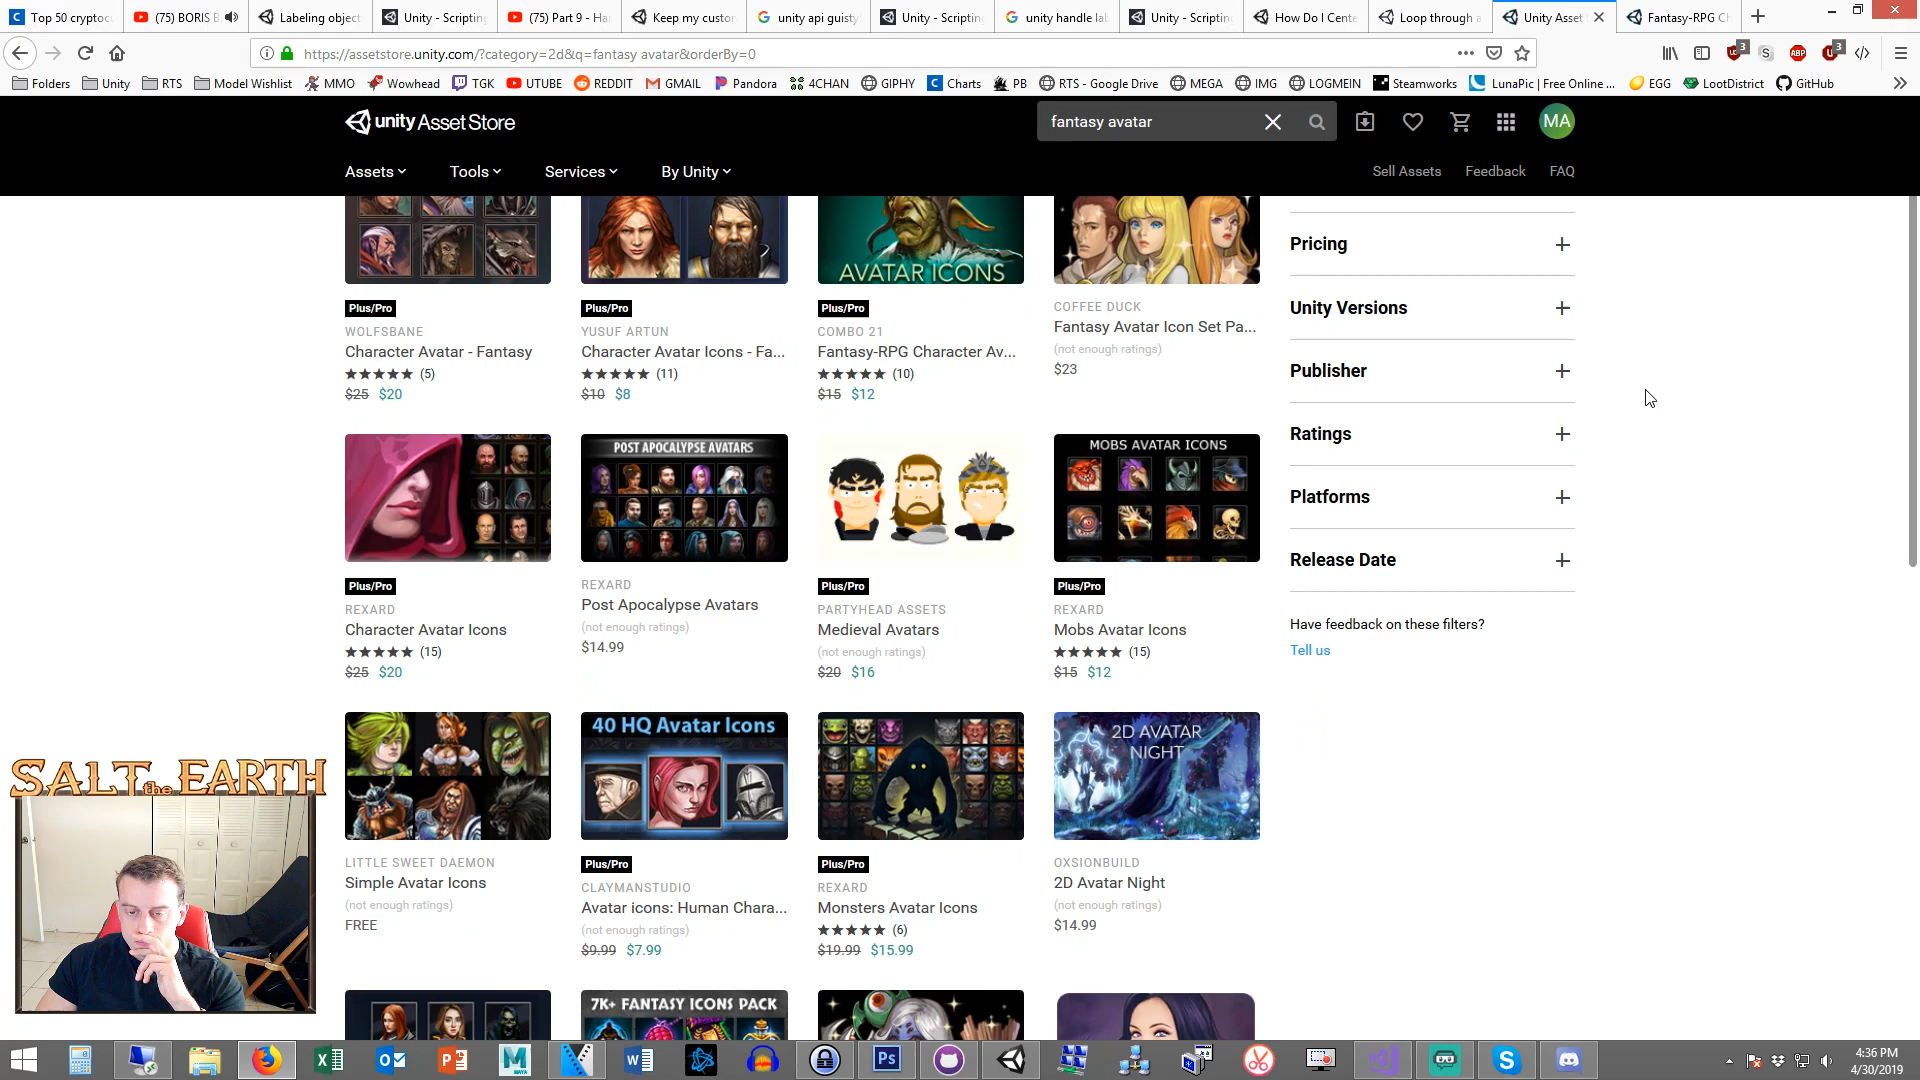 Top 50 cryptocu
(75) BORIS B
Labeling object
Unity - Scripting
(75) Part 9 - Ha
Keep my custom
unity api guisty
Unity - Scripting
unity handle lab
Unity - Scripting
How Do I Cente
Loop through a
Unity Asset
Fantasy-RPG Ch
https://assetstore.unity.com/?category=2d&q=fantasy avatar&orderBy=0
3
S
ABP
3
Folders
Unity
RTS
Model Wishlist
MMO
Wowhead
TGK
UTUBE
REDDIT
GMAIL
Pandora
4CHAN
GIPHY
Charts
PB
RTS - Google Drive
MEGA
IMG
LOGMEIN
Steamworks
LunaPic | Free Online ...
EGG
LootDistrict
GitHub
unity Asset Store
fantasy avatar
MA
Assets
Tools
Services
By Unity
Sell Assets
Feedback
FAQ
AVATAR ICONS
Plus/Pro
WOLFSBANE
Character Avatar - Fantasy
(5)
$25 $20
Plus/Pro
YUSUF ARTUN
Character Avatar Icons - Fa...
(11)
$10 $8
Plus/Pro
COMBO 21
Fantasy-RPG Character Av...
(10)
$15 $12
COFFEE DUCK
Fantasy Avatar Icon Set Pa...
(not enough ratings)
$23
Pricing
Unity Versions
Publisher
Ratings
Platforms
Release Date
Have feedback on these filters?
Tell us
POST APOCALYPSE AVATARS
MOBS AVATAR ICONS
Plus/Pro
REXARD
Character Avatar Icons
(15)
$25 $20
REXARD
Post Apocalypse Avatars
(not enough ratings)
$14.99
Plus/Pro
PARTYHEAD ASSETS
Medieval Avatars
(not enough ratings)
$20 $16
Plus/Pro
REXARD
Mobs Avatar Icons
(15)
$15 $12
40 HQ Avatar Icons
2D AVATAR
NIGHT
LITTLE SWEET DAEMON
Simple Avatar Icons
(not enough ratings)
FREE
Plus/Pro
CLAYMANSTUDIO
Avatar icons: Human Chara...
(not enough ratings)
$9.99 $7.99
Plus/Pro
REXARD
Monsters Avatar Icons
(6)
$19.99 $15.99
OXSIONBUILD
2D Avatar Night
(not enough ratings)
$14.99
7K+ FANTASY ICONS PACK
SALT the EARTH
4:36 PM
4/30/2019